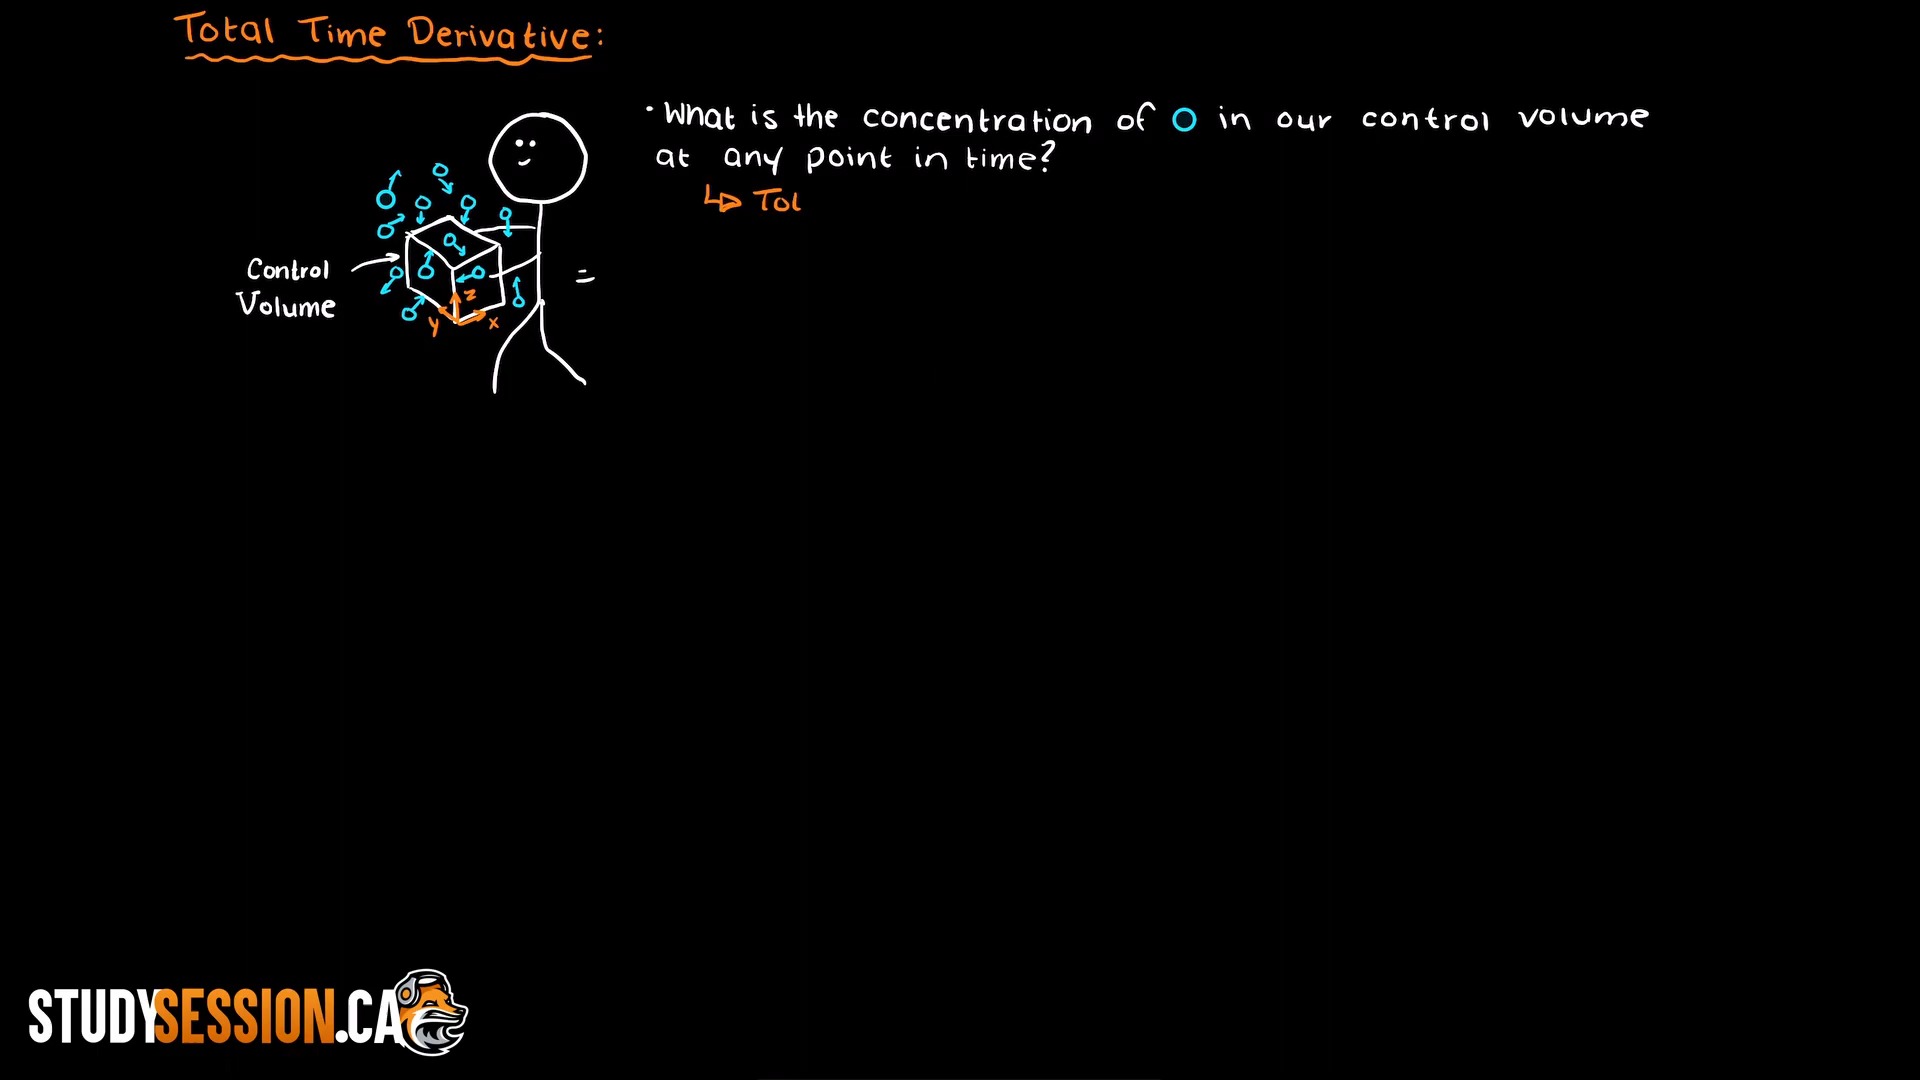 Total Time Derivative:
• What is the concentration of O in our control volume
at any point in time?
↳ Tot
Control
Volume
=
z
y
x
STUDYSESSION.CA